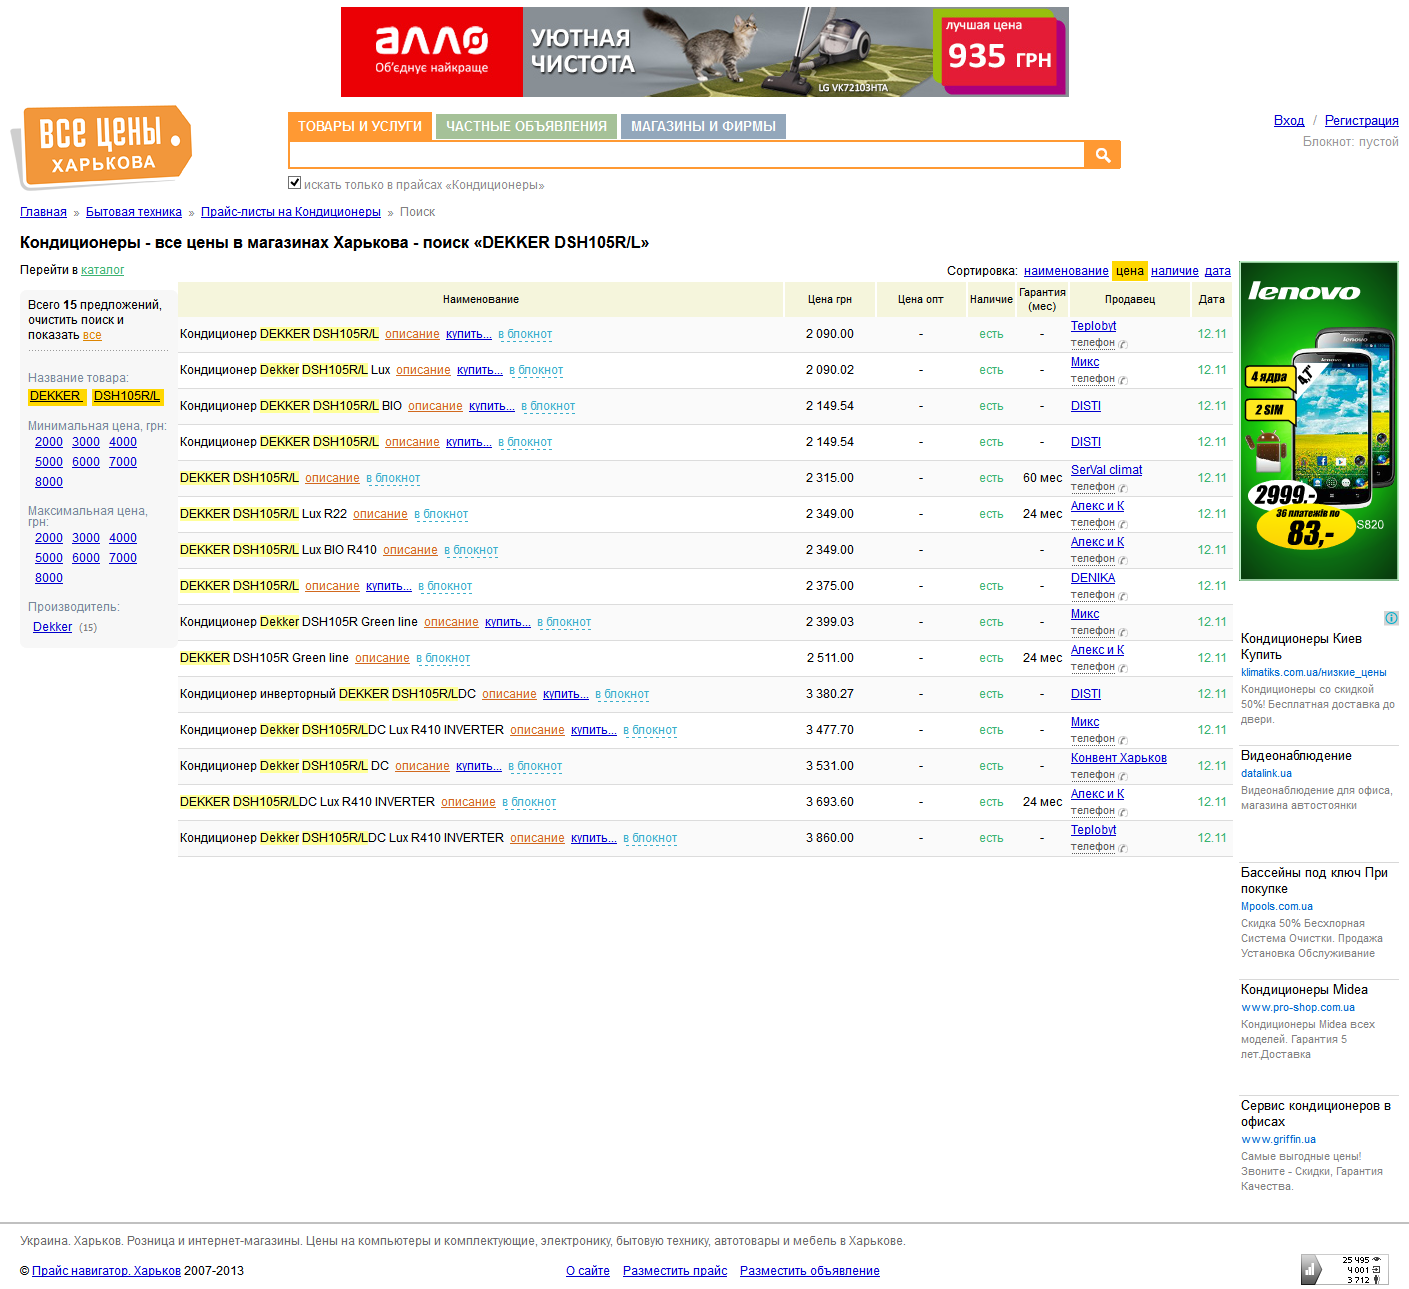 алло
Об'єднує найкраще
УЮТНАЯ
ЧИСТОТА
LG VK72103HTA
лучшая цена
935 ГРН
ВСЕ ЦЕНЫ
ХАРЬКОВА
ТОВАРЫ И УСЛУГИ ЧАСТНЫЕ ОБЪЯВЛЕНИЯ МАГАЗИНЫ И ФИРМЫ
искать только в прайсах «Кондиционеры»
Вход / Регистрация
Блокнот: пустой
Главная » Бытовая техника » Прайс-листы на Кондиционеры » Поиск
Кондиционеры - все цены в магазинах Харькова - поиск «DEKKER DSH105R/L»
Перейти в каталог
Сортировка: наименование цена наличие дата
Всего 15 предложений,
очистить поиск и
показать все
Название товара:
DEKKER DSH105R/L
Минимальная цена, грн:
2000 3000 4000
5000 6000 7000
8000
Максимальная цена,
грн:
2000 3000 4000
5000 6000 7000
8000
Производитель:
Dekker (15)
Наименование Цена грн Цена опт Наличие Гарантия (мес) Продавец Дата
Кондиционер DEKKER DSH105R/L описание купить... в блокнот 2 090.00 - есть - Teplobyt 12.11
телефон
Кондиционер Dekker DSH105R/L Lux описание купить... в блокнот 2 090.02 - есть - Микс 12.11
телефон
Кондиционер DEKKER DSH105R/L BIO описание купить... в блокнот 2 149.54 - есть - DISTI 12.11
Кондиционер DEKKER DSH105R/L описание купить... в блокнот 2 149.54 - есть - DISTI 12.11
DEKKER DSH105R/L описание в блокнот 2 315.00 - есть 60 мес SerVal climat 12.11
телефон
DEKKER DSH105R/L Lux R22 описание в блокнот 2 349.00 - есть 24 мес Алекс и К 12.11
телефон
DEKKER DSH105R/L Lux BIO R410 описание в блокнот 2 349.00 - - Алекс и К 12.11
телефон
DEKKER DSH105R/L описание купить... в блокнот 2 375.00 - есть - DENIKA 12.11
телефон
Кондиционер Dekker DSH105R Green line описание купить... в блокнот 2 399.03 - есть - Микс 12.11
телефон
DEKKER DSH105R Green line описание в блокнот 2 511.00 - есть 24 мес Алекс и К 12.11
телефон
Кондиционер инверторный DEKKER DSH105R/LDC описание купить... в блокнот 3 380.27 - есть - DISTI 12.11
Кондиционер Dekker DSH105R/LDC Lux R410 INVERTER описание купить... в блокнот 3 477.70 - есть - Микс 12.11
телефон
Кондиционер Dekker DSH105R/L DC описание купить... в блокнот 3 531.00 - есть - Конвент Харьков 12.11
телефон
DEKKER DSH105R/LDC Lux R410 INVERTER описание в блокнот 3 693.60 - есть 24 мес Алекс и К 12.11
телефон
Кондиционер Dekker DSH105R/LDC Lux R410 INVERTER описание купить... в блокнот 3 860.00 - есть - Teplobyt 12.11
телефон
lenovo
4 ядра
4,7"
2 SIM
2999.-
36 платежів по
83,-
S820
Кондиционеры Киев
Купить
klimatiks.com.ua/низкие_цены
Кондиционеры со скидкой
50%! Бесплатная доставка до
двери.
Видеонаблюдение
datalink.ua
Видеонаблюдение для офиса,
магазина автостоянки
Бассейны под ключ При
покупке
Mpools.com.ua
Скидка 50% Бесхлорная
Система Очистки. Продажа
Установка Обслуживание
Кондиционеры Midea
www.pro-shop.com.ua
Кондиционеры Midea всех
моделей. Гарантия 5
лет.Доставка
Сервис кондиционеров в
офисах
www.griffin.ua
Самые выгодные цены!
Звоните - Скидки, Гарантия
Качества.
Украина. Харьков. Розница и интернет-магазины. Цены на компьютеры и комплектующие, электронику, бытовую технику, автотовары и мебель в Харькове.
© Прайс навигатор. Харьков 2007-2013
О сайте Разместить прайс Разместить объявление
25 495
4 001
3 712